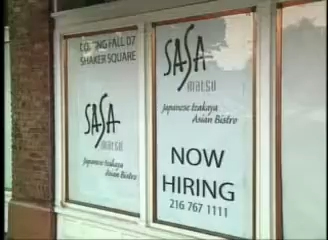 COMING FALL 07
SHAKER SQUARE
SASA
matsu
Japanese Izakaya
Asian Bistro
SASA
matsu
Japanese Izakaya
Asian Bistro
NOW
HIRING
216 767 1111